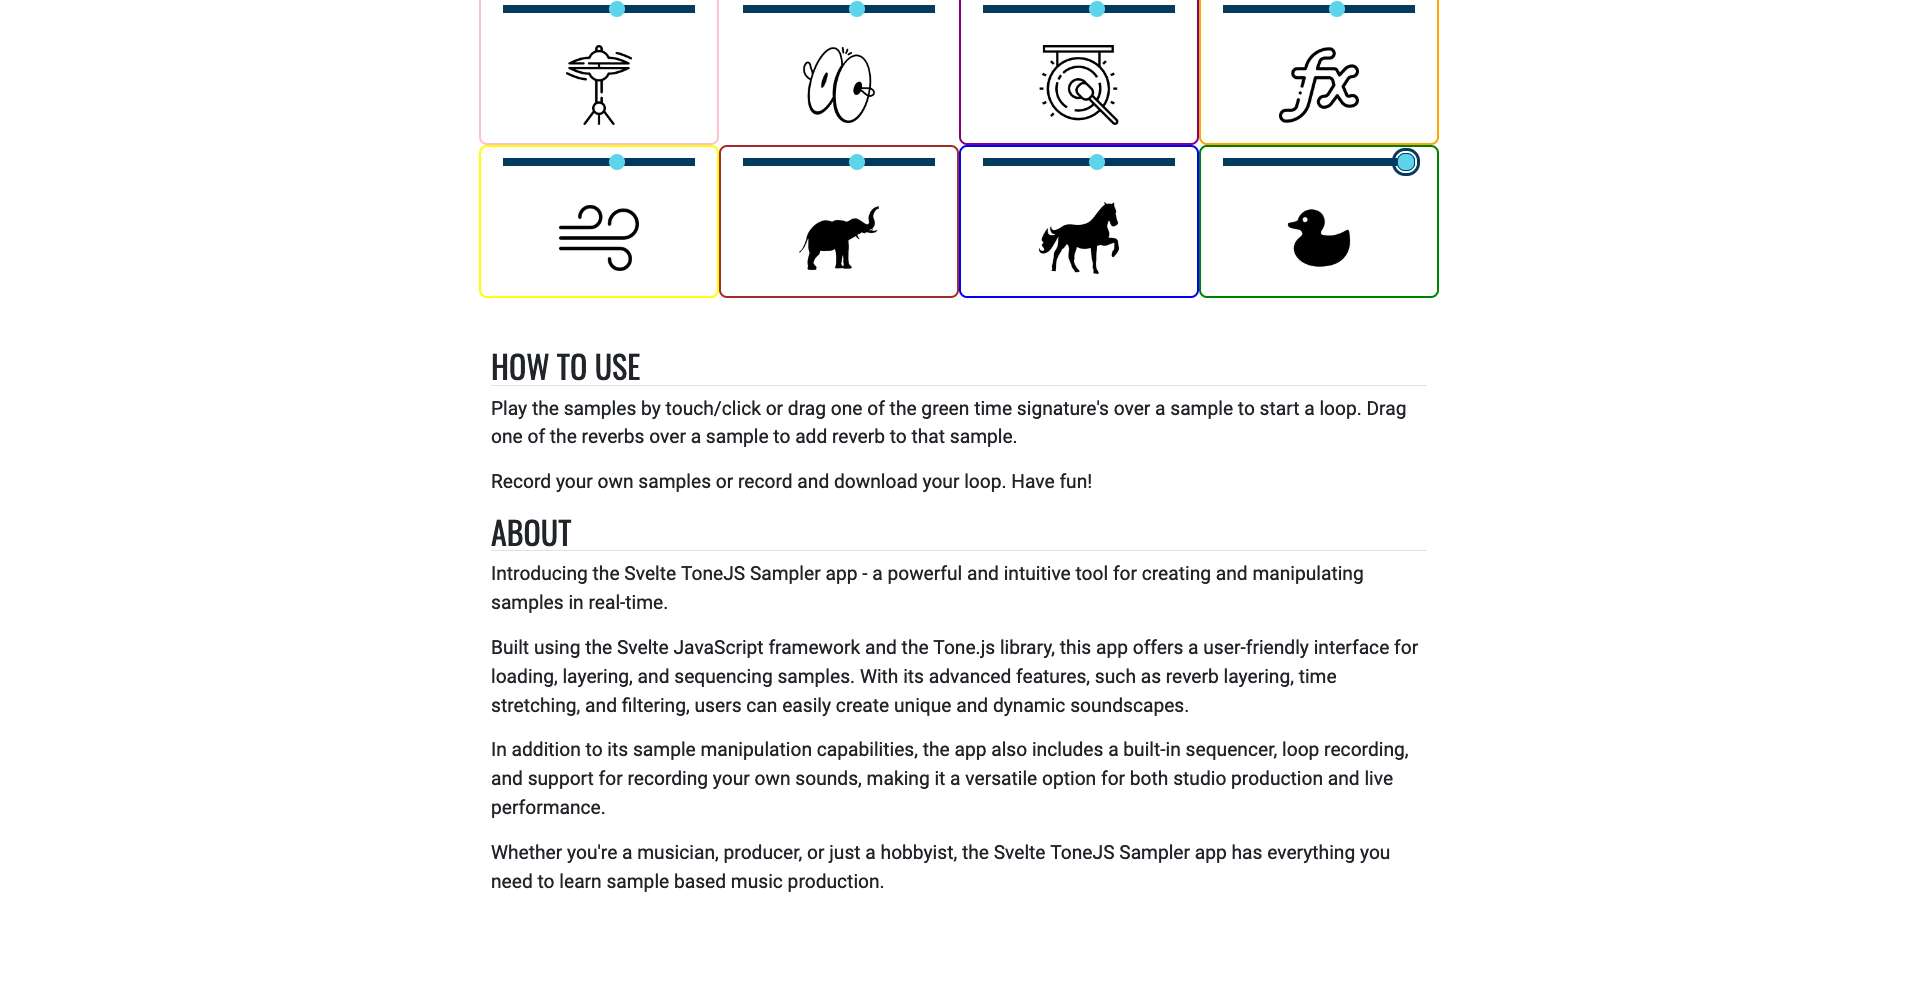 fx
HOW TO USE
Play the samples by touch/click or drag one of the green time signature's over a sample to start a loop. Drag
one of the reverbs over a sample to add reverb to that sample.
Record your own samples or record and download your loop. Have fun!
ABOUT
Introducing the Svelte ToneJS Sampler app - a powerful and intuitive tool for creating and manipulating
samples in real-time.
Built using the Svelte JavaScript framework and the Tone.js library, this app offers a user-friendly interface for
loading, layering, and sequencing samples. With its advanced features, such as reverb layering, time
stretching, and filtering, users can easily create unique and dynamic soundscapes.
In addition to its sample manipulation capabilities, the app also includes a built-in sequencer, loop recording,
and support for recording your own sounds, making it a versatile option for both studio production and live
performance.
Whether you're a musician, producer, or just a hobbyist, the Svelte ToneJS Sampler app has everything you
need to learn sample based music production.